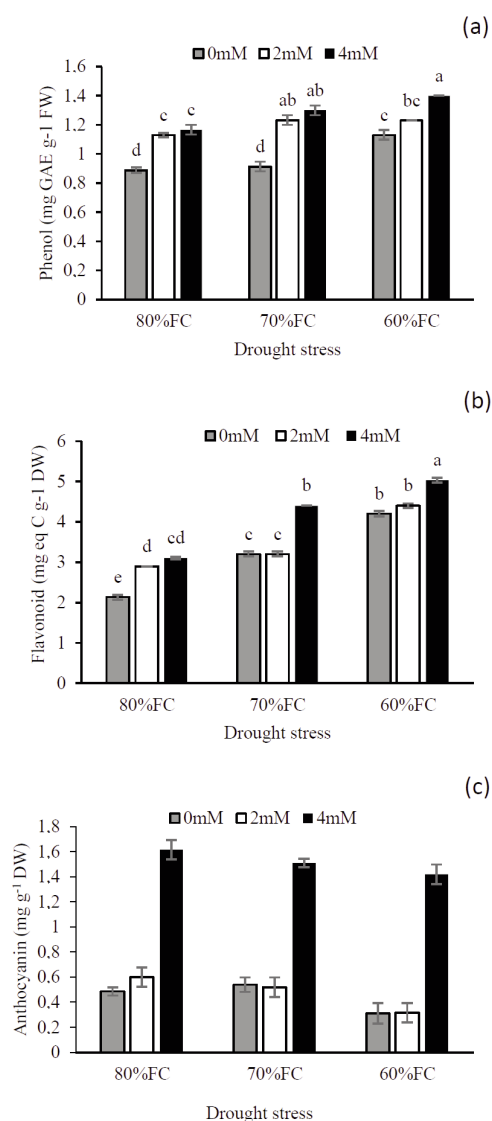 (a)
0mM 2mM 4mM
Phenol (mg GAE g-1 FW)
1.6
1.4
1.2
1
0.8
0.6
0.4
0.2
0
d c c d ab ab c bc a
80%FC 70%FC 60%FC
Drought stress
(b)
0mM 2mM 4mM
Flavonoid (mg eq C g-1 DW)
6
5
4
3
2
1
0
e d cd c c b b b a
80%FC 70%FC 60%FC
Drought stress
(c)
0mM 2mM 4mM
Anthocyanin (mg g-1 DW)
1.8
1.6
1.4
1.2
1
0.8
0.6
0.4
0.2
0
80%FC 70%FC 60%FC
Drought stress